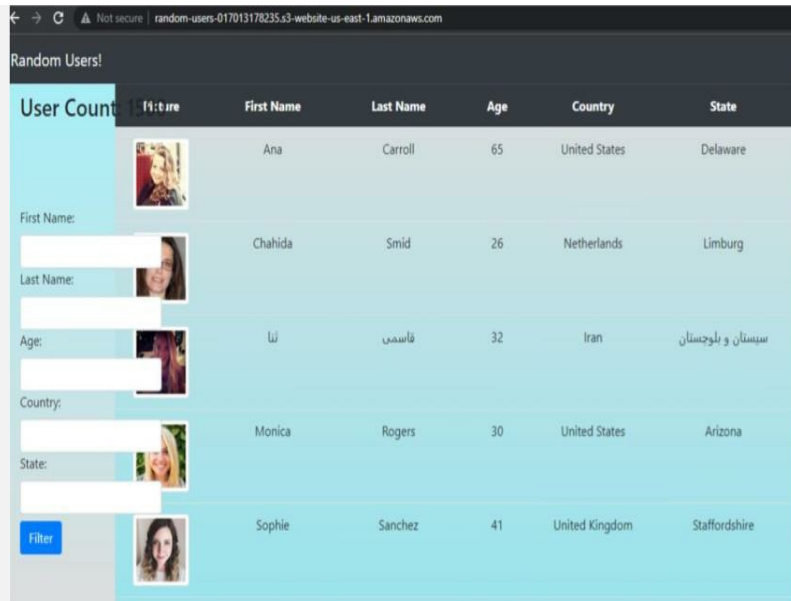 Not secure | random-users-017013178235.s3-website-us-east-1.amazonaws.com
Random Users!
User Count: 1500
Picture First Name Last Name Age Country State
Ana Carroll 65 United States Delaware
First Name:
Chahida Smid 26 Netherlands Limburg
Last Name:
Age:
ثنا قاسمی 32 Iran سیستان و بلوچستان
Country:
Monica Rogers 30 United States Arizona
State:
Sophie Sanchez 41 United Kingdom Staffordshire
Filter